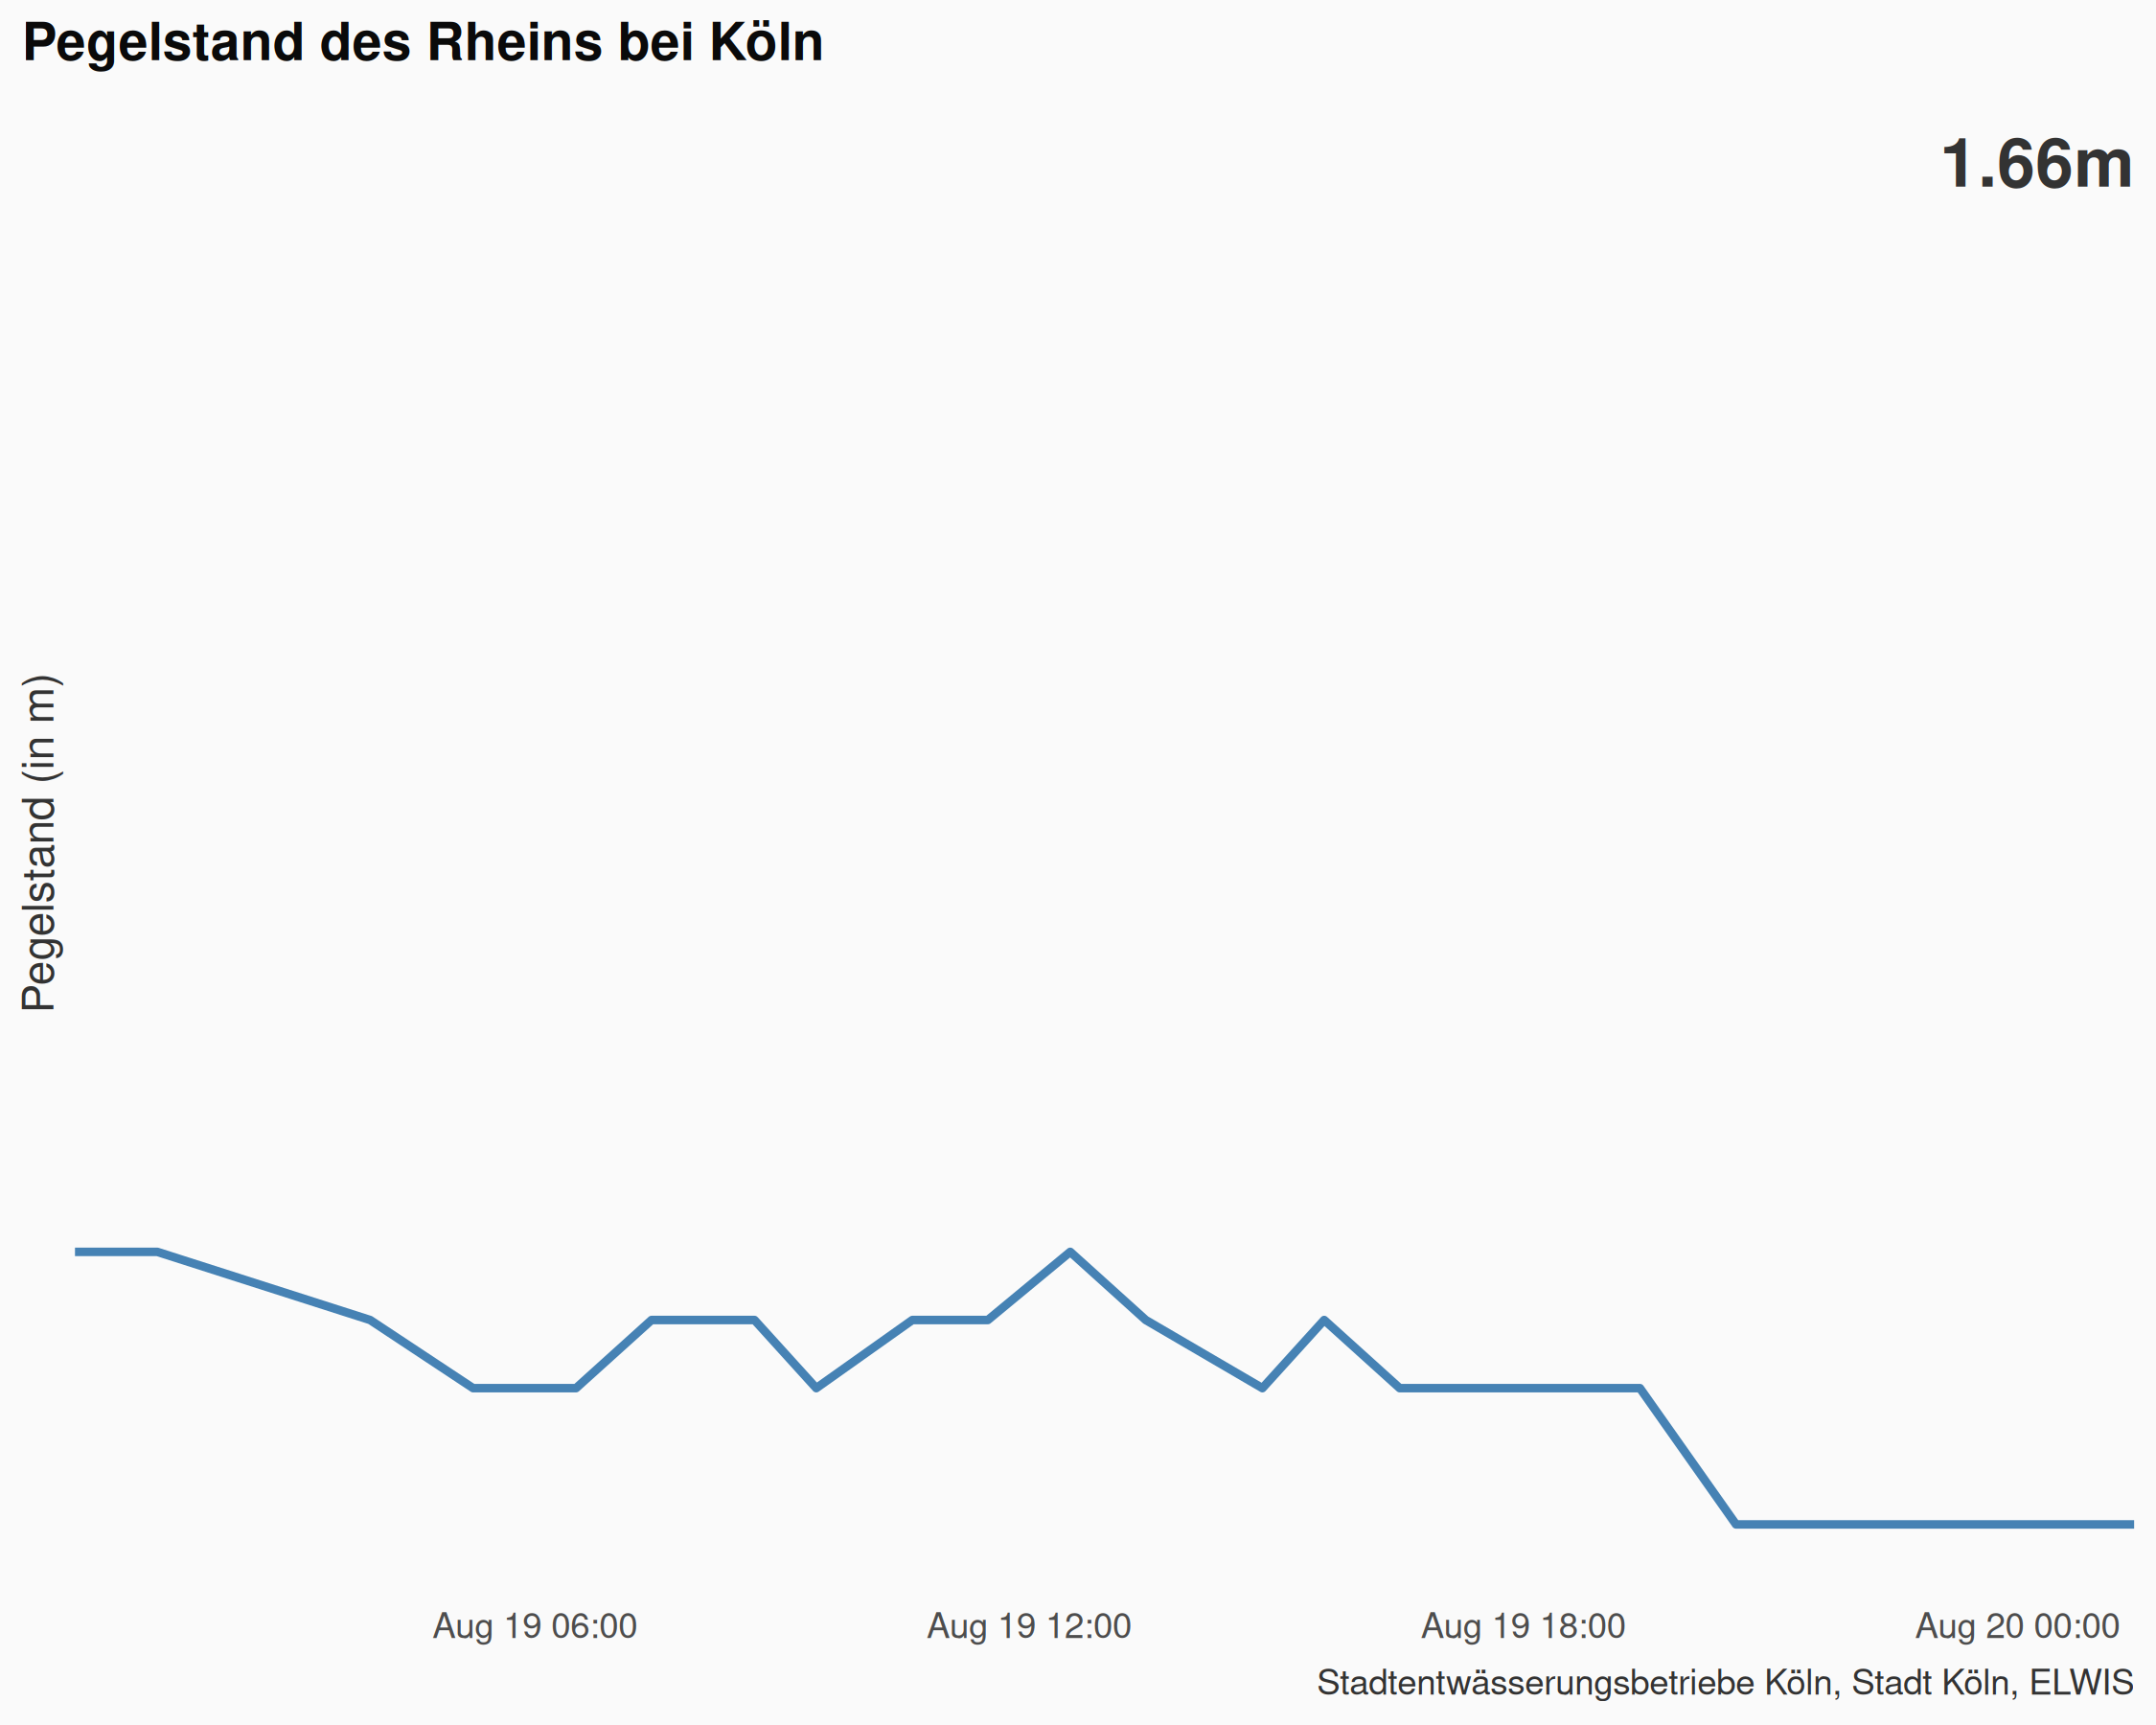 Pegelstand des Rheins bei Köln
1.66m
Pegelstand (in m)
Aug 19 06:00
Aug 19 12:00
Aug 19 18:00
Aug 20 00:00
Stadtentwässerungsbetriebe Köln, Stadt Köln, ELWIS